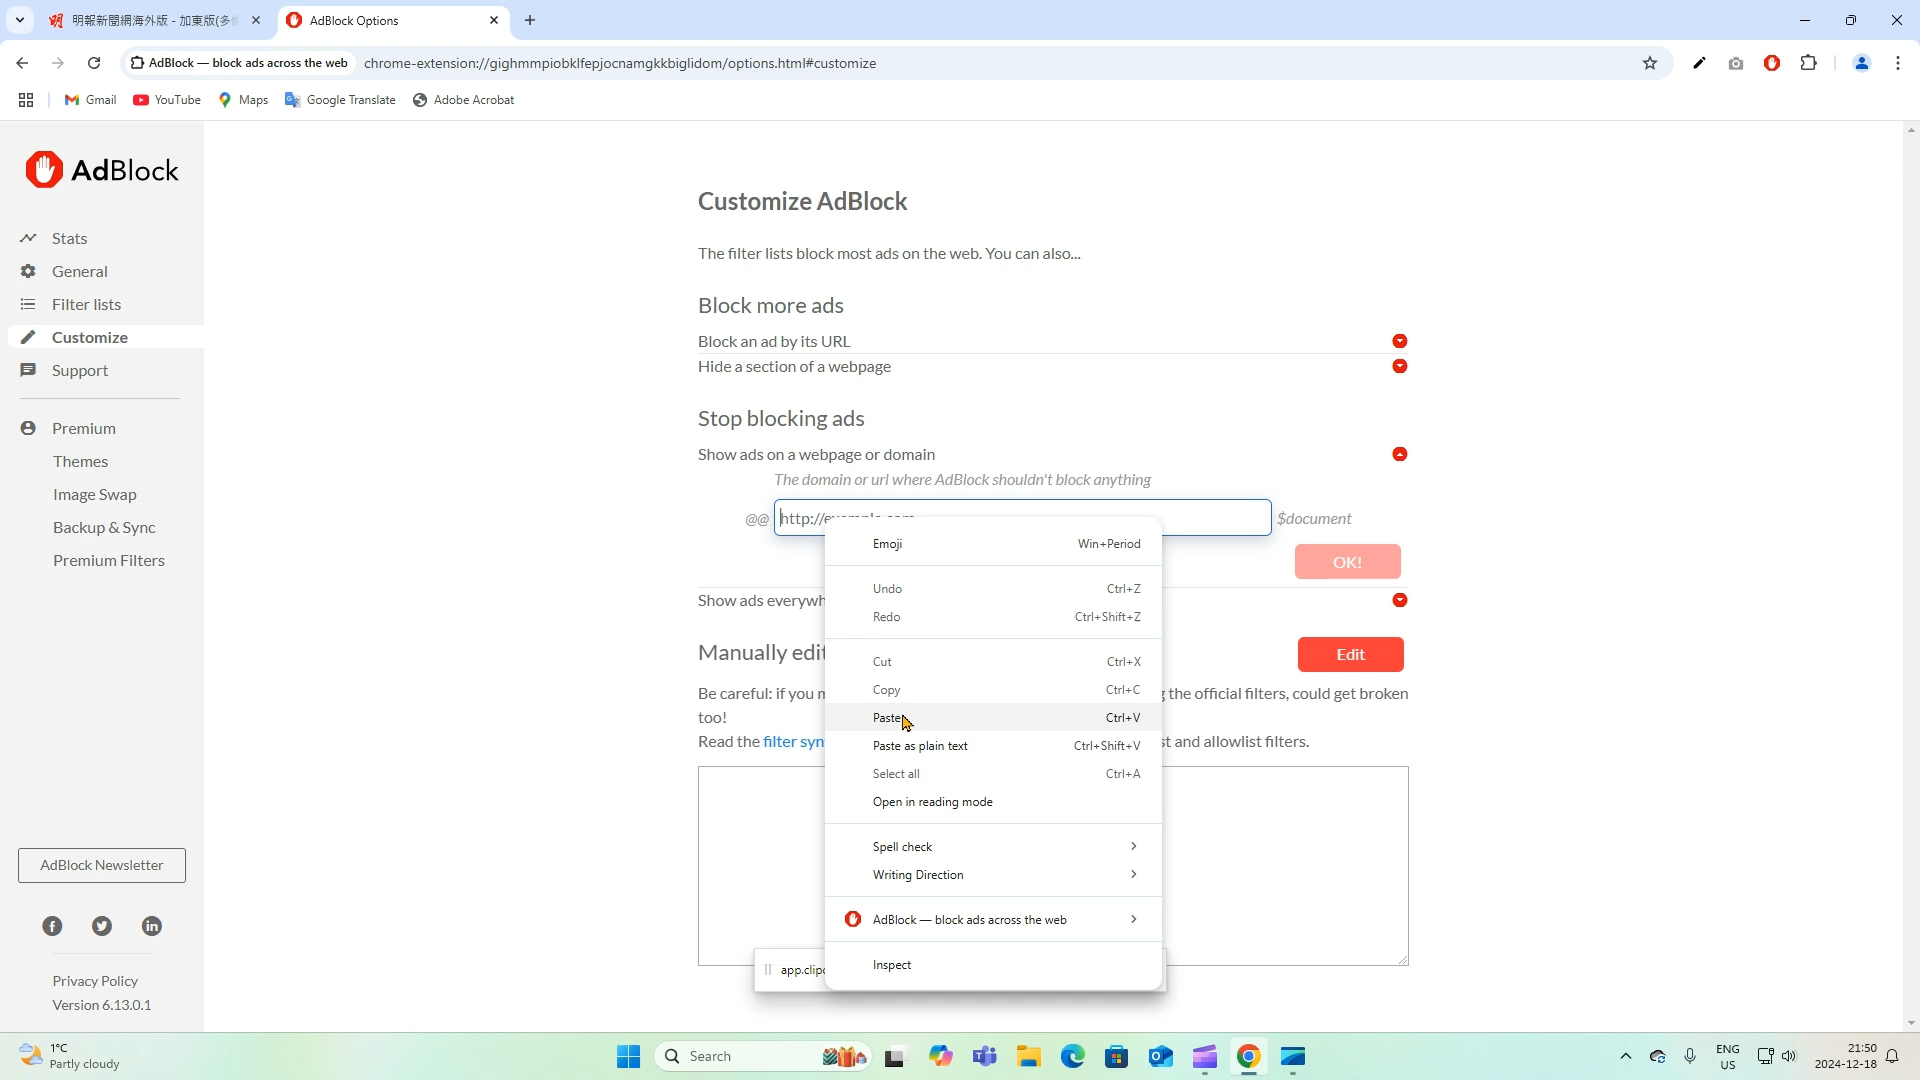 明報新聞網海外版 - 加東版(多
AdBlock Options
AdBlock — block ads across the web
chrome-extension://gighmmpiobklfepjocnamgkkbiglidom/options.html#customize
Gmail
YouTube
Maps
Google Translate
Adobe Acrobat
AdBlock
Stats
General
Filter lists
Customize
Support
Premium
Themes
Image Swap
Backup & Sync
Premium Filters
AdBlock Newsletter
Privacy Policy
Version 6.13.0.1
Customize AdBlock
The filter lists block most ads on the web. You can also...
Block more ads
Block an ad by its URL
Hide a section of a webpage
Stop blocking ads
Show ads on a webpage or domain
The domain or url where AdBlock shouldn't block anything
@@ http:// $document
OK!
Show ads everywh
Manually edit
Edit
Be careful: if you m the official filters, could get broken
too!
Read the filter syn t and allowlist filters.
Emoji Win+Period
Undo Ctrl+Z
Redo Ctrl+Shift+Z
Cut Ctrl+X
Copy Ctrl+C
Paste Ctrl+V
Paste as plain text Ctrl+Shift+V
Select all Ctrl+A
Open in reading mode
Spell check
Writing Direction
AdBlock — block ads across the web
Inspect
app.clip
1°C
Partly cloudy
Search
ENG
US
21:50
2024-12-18